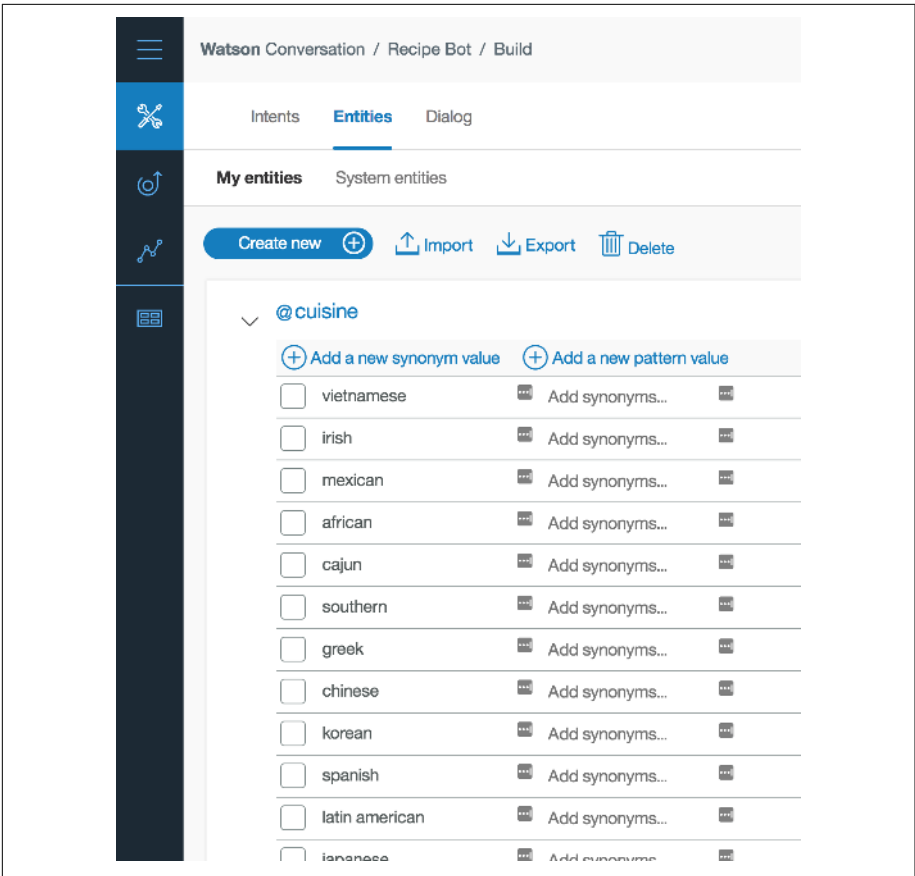 Watson Conversation / Recipe Bot / Build
Intents Entities Dialog
My entities System entities
Create new Import Export Delete
@cuisine
Add a new synonym value Add a new pattern value
vietnamese Add synonyms...
irish Add synonyms...
mexican Add synonyms...
african Add synonyms...
cajun Add synonyms...
southern Add synonyms...
greek Add synonyms...
chinese Add synonyms...
korean Add synonyms...
spanish Add synonyms...
latin american Add synonyms...
japanese Add synonyms...